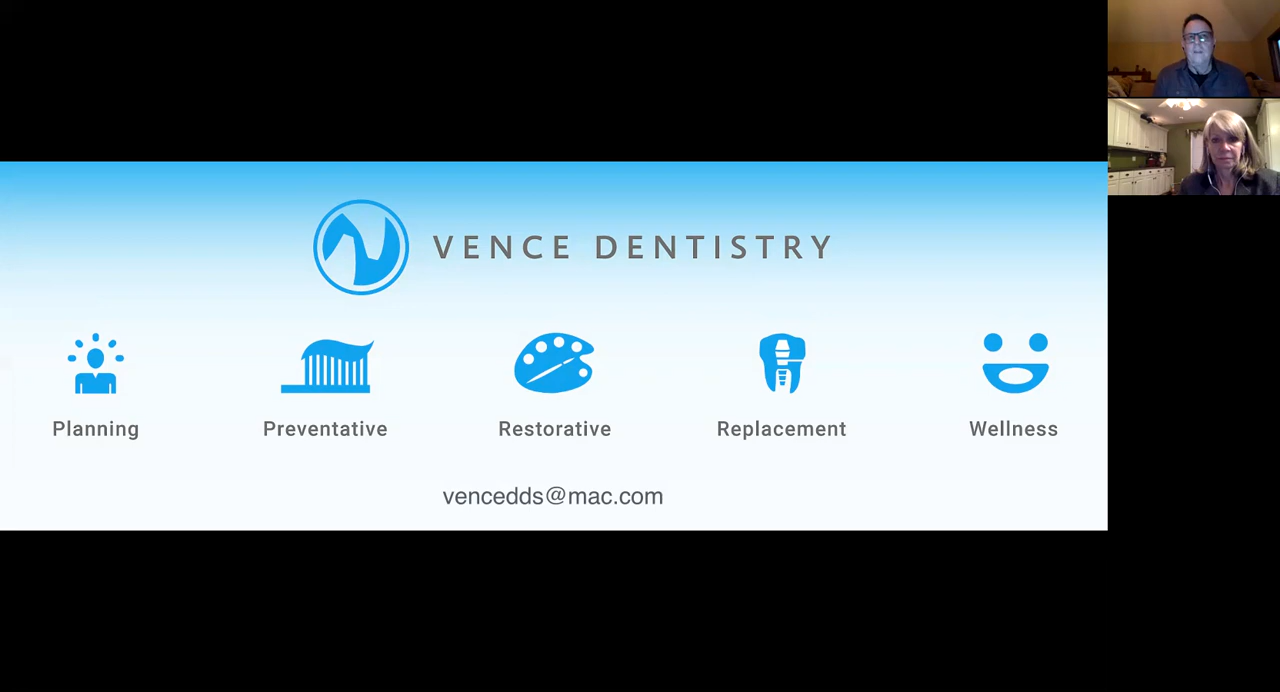 VENCE DENTISTRY
Planning
Preventative
Restorative
Replacement
Wellness
vencedds@mac.com